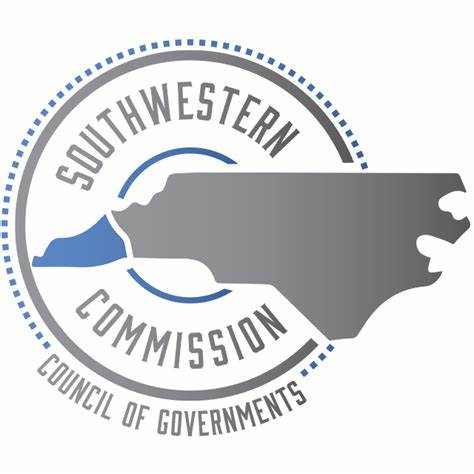 SOUTHWESTERN
COMMISSION
COUNCIL OF GOVERNMENTS